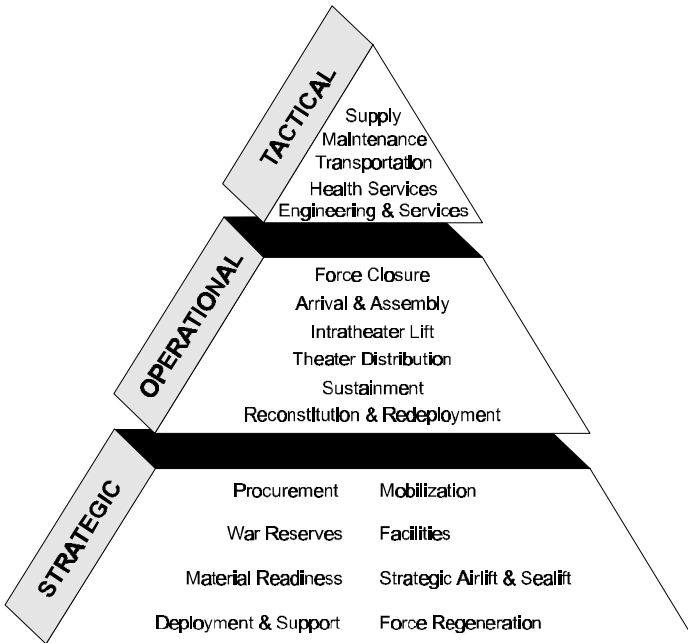 TACTICAL
Supply
Maintenance
Transportation
Health Services
Engineering & Services
OPERATIONAL
Force Closure
Arrival & Assembly
Intratheater Lift
Theater Distribution
Sustainment
Reconstitution & Redeployment
STRATEGIC
Procurement Mobilization
War Reserves Facilities
Material Readiness Strategic Airlift & Sealift
Deployment & Support Force Regeneration